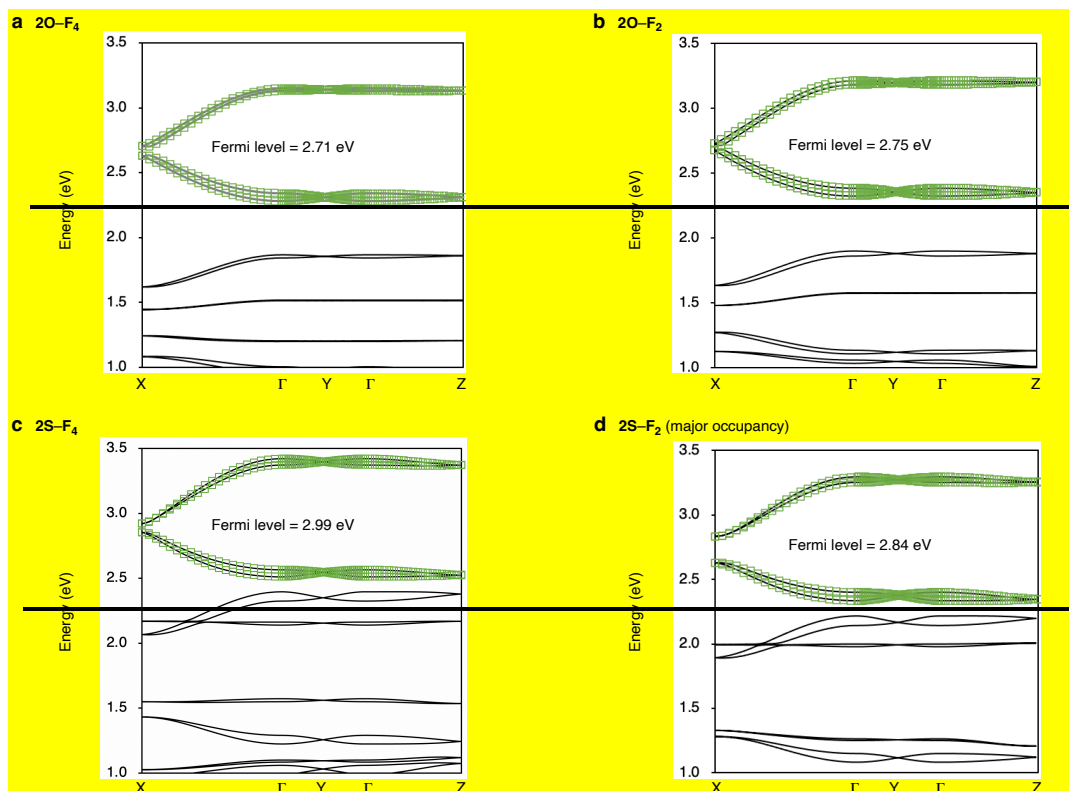 a 2O–F4
3.5
3.0
2.5
2.0
1.5
1.0
Energy (eV)
Fermi level = 2.71 eV
X Γ Y Γ Z
b 2O–F2
3.5
3.0
2.5
2.0
1.5
1.0
Energy (eV)
Fermi level = 2.75 eV
X Γ Y Γ Z
c 2S–F4
3.5
3.0
2.5
2.0
1.5
1.0
Energy (eV)
Fermi level = 2.99 eV
X Γ Y Γ Z
d 2S–F2 (major occupancy)
3.5
3.0
2.5
2.0
1.5
1.0
Energy (eV)
Fermi level = 2.84 eV
X Γ Y Γ Z